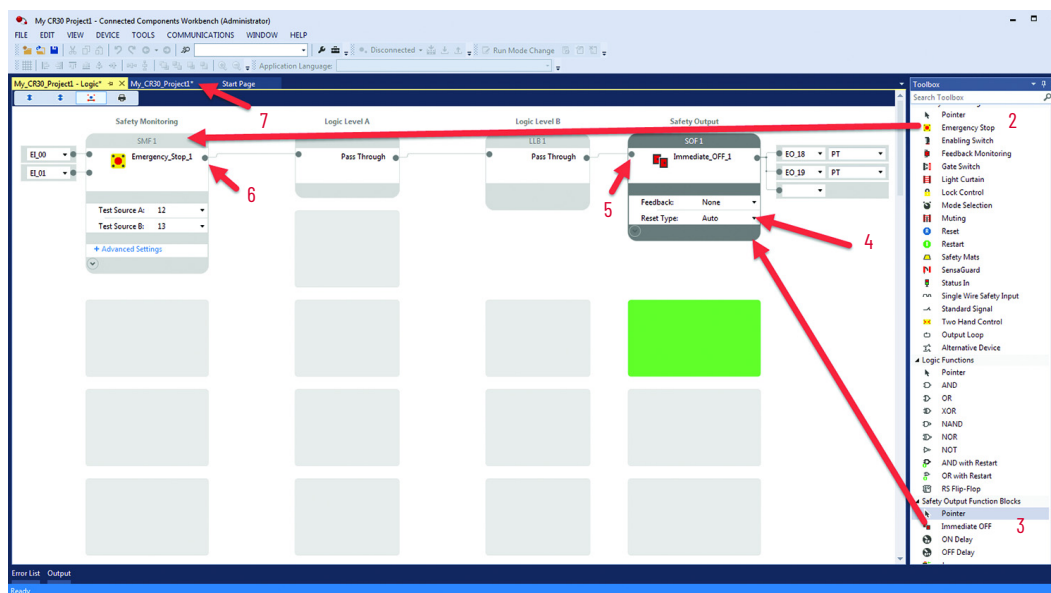 My CR30 Project1 - Connected Components Workbench (Administrator)
FILE EDIT VIEW DEVICE TOOLS COMMUNICATIONS WINDOW HELP
Disconnected Run Mode Change
Application Language:
My_CR30_Project1 - Logic* My_CR30_Project1* Start Page
7
Safety Monitoring Logic Level A Logic Level B Safety Output
SMF 1 LLB 1 SOF 1
EI_00 Emergency_Stop_1 Pass Through Pass Through Immediate_OFF_1 EO_18 PT
EI_01 EO_19 PT
6 5 4
Test Source A: 12 Feedback: None
Test Source B: 13 Reset Type: Auto
+ Advanced Settings
Toolbox
Search Toolbox
Pointer
Emergency Stop 2
Enabling Switch
Feedback Monitoring
Gate Switch
Light Curtain
Lock Control
Mode Selection
Muting
Reset
Restart
Safety Mats
SensaGuard
Status In
Single Wire Safety Input
Standard Signal
Two Hand Control
Output Loop
Alternative Device
Logic Functions
Pointer
AND
OR
XOR
NAND
NOR
NOT
AND with Restart
OR with Restart
RS Flip-Flop
Safety Output Function Blocks
Pointer
Immediate OFF 3
ON Delay
OFF Delay
Error List Output
Ready